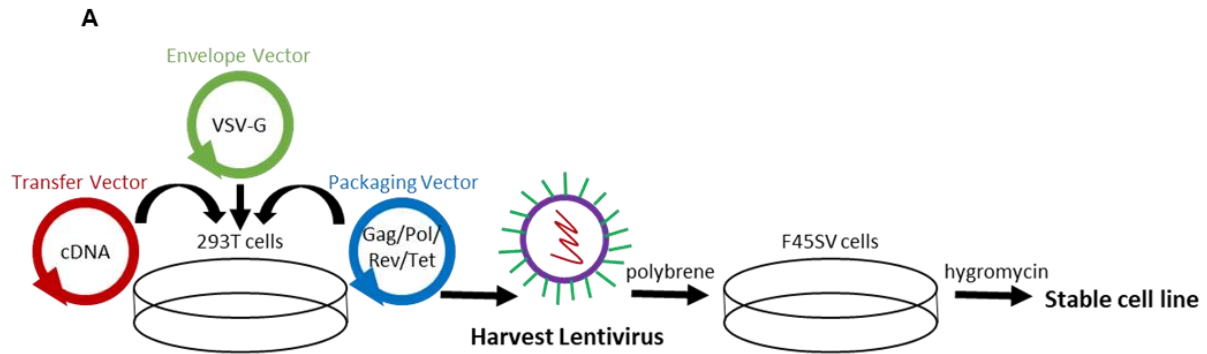 A
Envelope Vector
VSV-G
Transfer Vector
Packaging Vector
cDNA
293T cells
Gag/Pol/
Rev/Tet
polybrene
F45SV cells
hygromycin
Stable cell line
Harvest Lentivirus